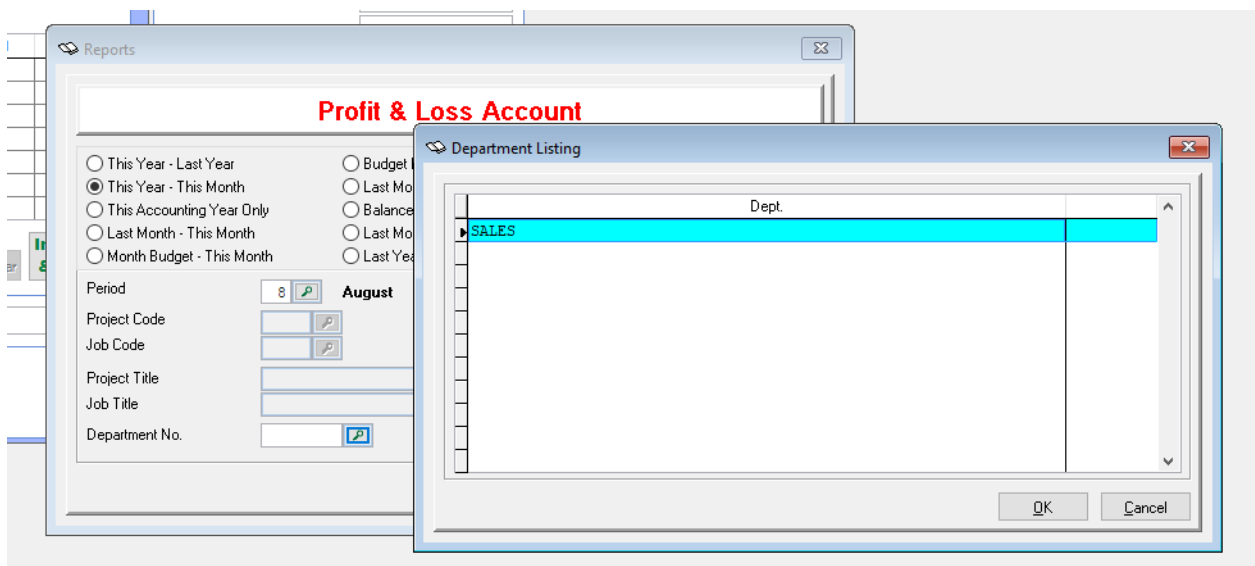 Reports
Profit & Loss Account
This Year - Last Year
This Year - This Month
This Accounting Year Only
Last Month - This Month
Month Budget - This Month
Budget
Last Mo
Balance
Last Mo
Last Yea
Period 8 August
Project Code
Job Code
Project Title
Job Title
Department No.
Department Listing
Dept.
SALES
OK Cancel